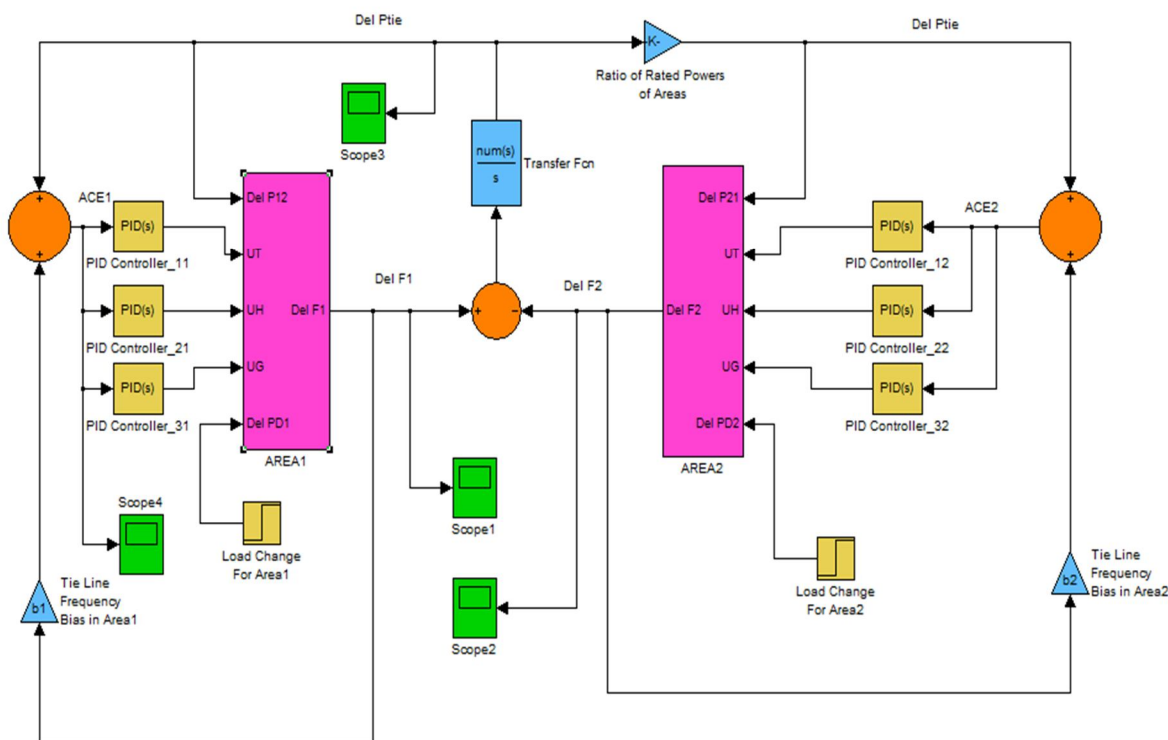 Del Ptie
Del Ptie
K-
Ratio of Rated Powers
of Areas
Scope3
num(s)
s
Transfer Fcn
ACE1
PID(s)
PID Controller_11
PID(s)
PID Controller_21
PID(s)
PID Controller_31
Del P12
UT
UH
Del F1
UG
Del PD1
AREA1
Del F1
+
-
Del F2
Del P21
UT
Del F2
UH
UG
Del PD2
AREA2
ACE2
PID(s)
PID Controller_12
PID(s)
PID Controller_22
PID(s)
PID Controller_32
+
+
+
+
Scope4
Load Change
For Area1
Scope1
Scope2
Load Change
For Area2
b1
Tie Line
Frequency
Bias in Area1
b2
Tie Line
Frequency
Bias in Area2